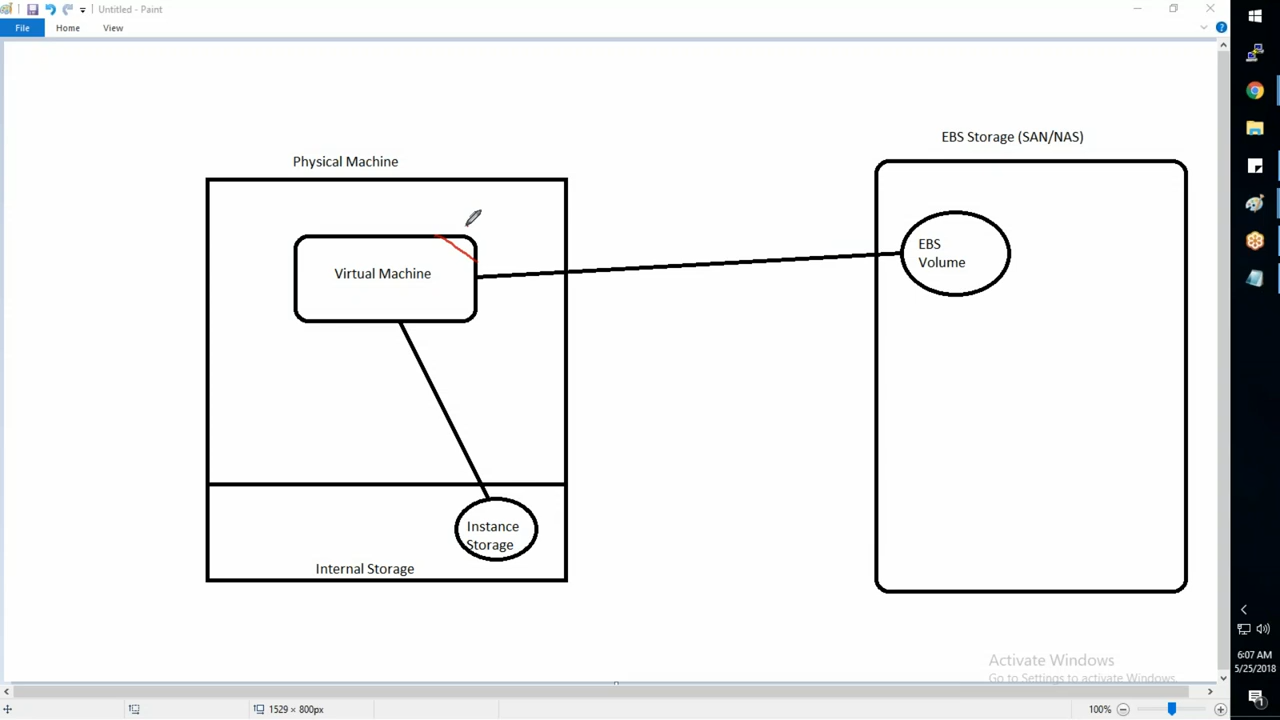 Untitled - Paint
File
Home
View
EBS Storage (SAN/NAS)
Physical Machine
Virtual Machine
EBS
Volume
Instance
Storage
Internal Storage
Activate Windows
Go to Settings to activate Windows.
6:07 AM
5/25/2018
1529 × 800px
100%
1